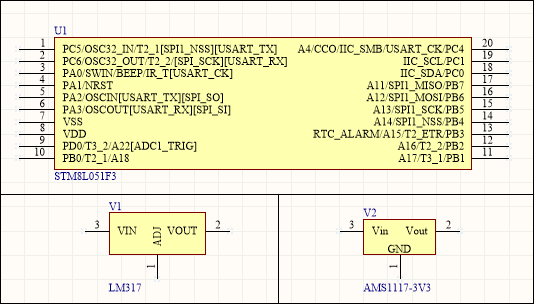 U1
1 PC5/OSC32_IN/T2_1[SPI1_NSS][USART_TX] A4/CCO/IIC_SMB/USART_CK/PC4 20
2 PC6/OSC32_OUT/T2_2/[SPI_SCK][USART_RX] IIC_SCL/PC1 19
3 PA0/SWIN/BEEP/IR_T[USART_CK] IIC_SDA/PC0 18
4 PA1/NRST A11/SPI1_MISO/PB7 17
5 PA2/OSCIN[USART_TX][SPI_SO] A12/SPI1_MOSI/PB6 16
6 PA3/OSCOUT[USART_RX][SPI_SI] A13/SPI1_SCK/PB5 15
7 VSS A14/SPI1_NSS/PB4 14
8 VDD RTC_ALARM/A15/T2_ETR/PB3 13
9 PD0/T3_2/A22[ADC1_TRIG] A16/T2_2/PB2 12
10 PB0/T2_1/A18 A17/T3_1/PB1 11
STM8L051F3
V1
3 VIN ADJ VOUT 2
1
LM317
V2
3 Vin Vout 2
GND
1
AMS1117-3V3